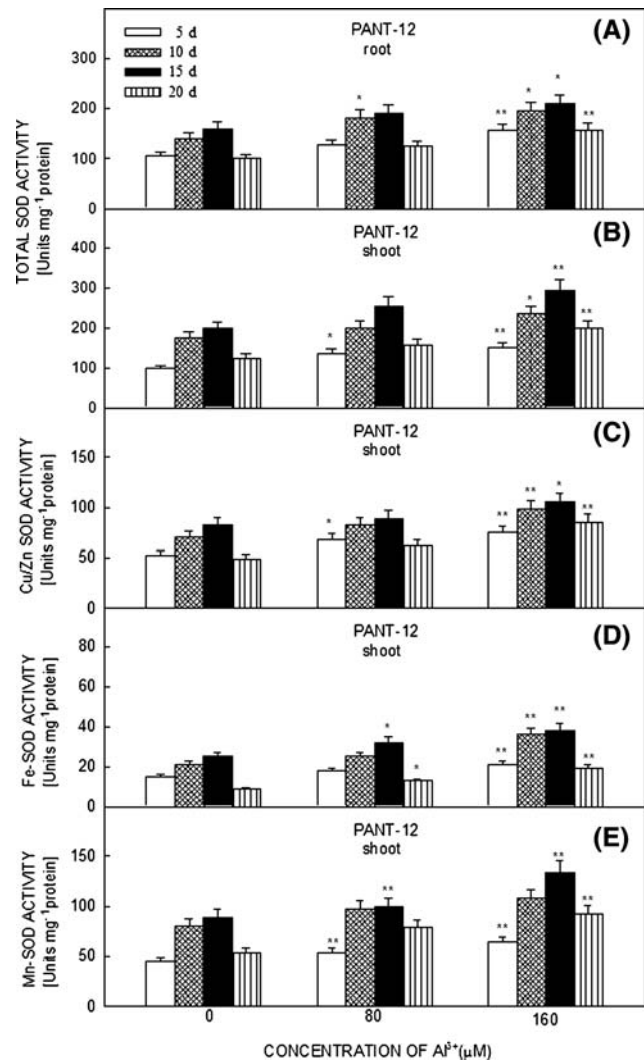 5 d
10 d
15 d
20 d
PANT-12
root
(A)
300
200
100
0
* ** * * **
TOTAL SOD ACTIVITY
[Units mg⁻¹protein]
PANT-12
shoot
(B)
400
300
200
100
0
* ** * ** **
PANT-12
shoot
(C)
150
100
50
0
* ** ** * **
Cu/Zn SOD ACTIVITY
[Units mg⁻¹protein]
PANT-12
shoot
(D)
80
60
40
20
0
* * ** ** ** **
Fe-SOD ACTIVITY
[Units mg⁻¹protein]
PANT-12
shoot
(E)
150
100
50
0
** ** ** ** **
Mn-SOD ACTIVITY
[Units mg⁻¹protein]
0 80 160
CONCENTRATION OF Al³⁺(µM)